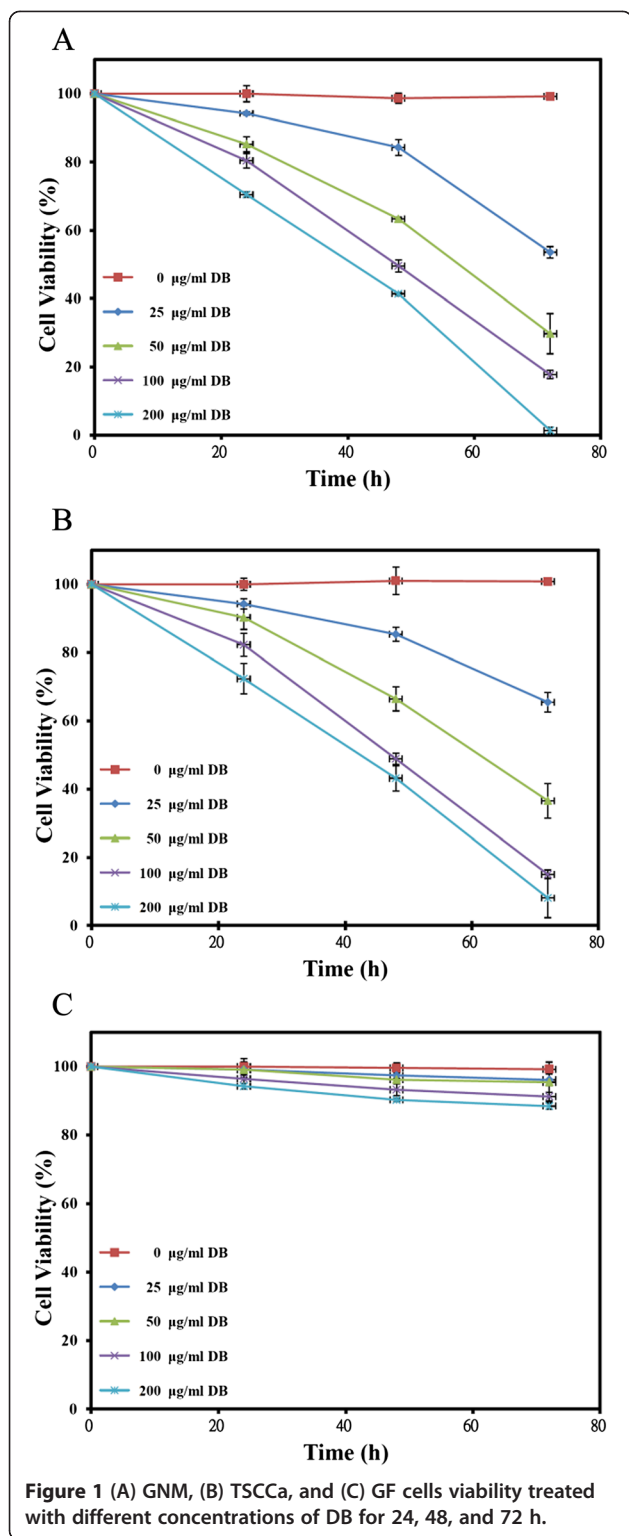 A
Cell Viability (%)
100
80
60
40
20
0
0 µg/ml DB
25 µg/ml DB
50 µg/ml DB
100 µg/ml DB
200 µg/ml DB
0
20
40
60
80
Time (h)
B
Cell Viability (%)
100
80
60
40
20
0
0 µg/ml DB
25 µg/ml DB
50 µg/ml DB
100 µg/ml DB
200 µg/ml DB
0
20
40
60
80
Time (h)
C
Cell Viability (%)
100
80
60
40
20
0
0 µg/ml DB
25 µg/ml DB
50 µg/ml DB
100 µg/ml DB
200 µg/ml DB
0
20
40
60
80
Time (h)
Figure 1 (A) GNM, (B) TSCCa, and (C) GF cells viability treated
with different concentrations of DB for 24, 48, and 72 h.